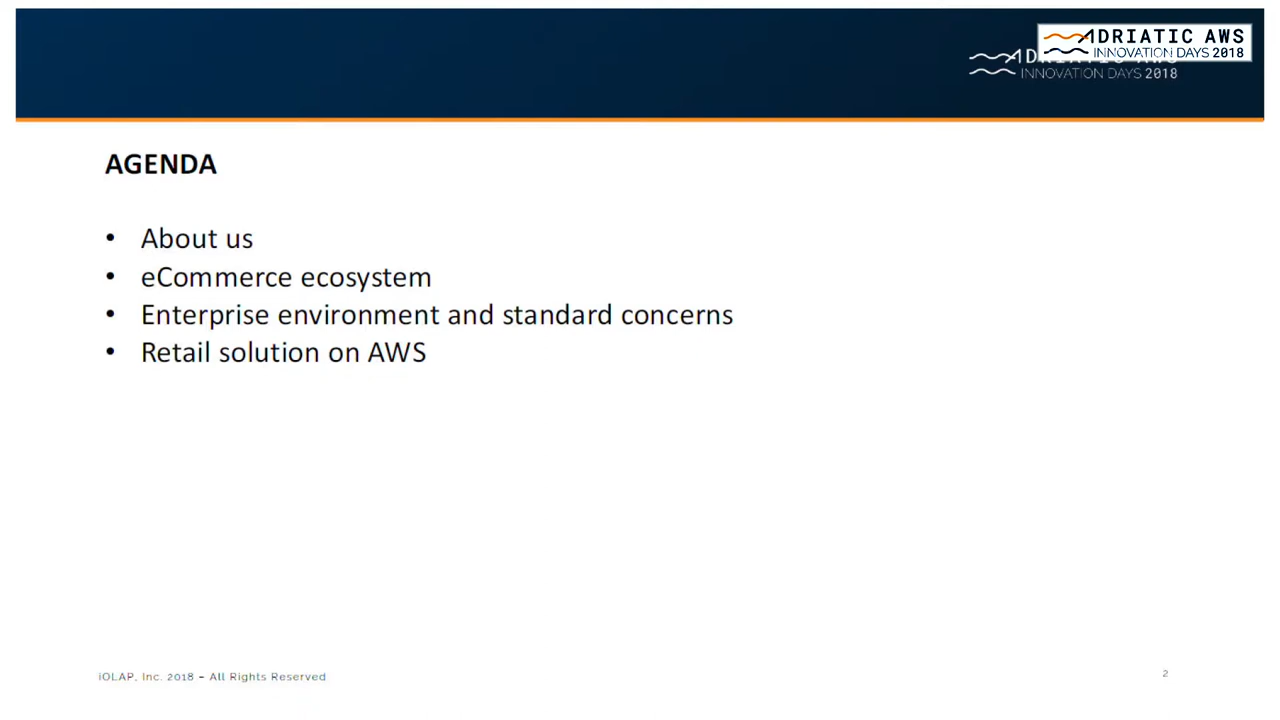 ADRIATIC AWS
INNOVATION DAYS 2018
INNOVATION DAYS 2018
AGENDA
• About us
• eCommerce ecosystem
• Enterprise environment and standard concerns
• Retail solution on AWS
iOLAP, Inc. 2018 – All Rights Reserved
2